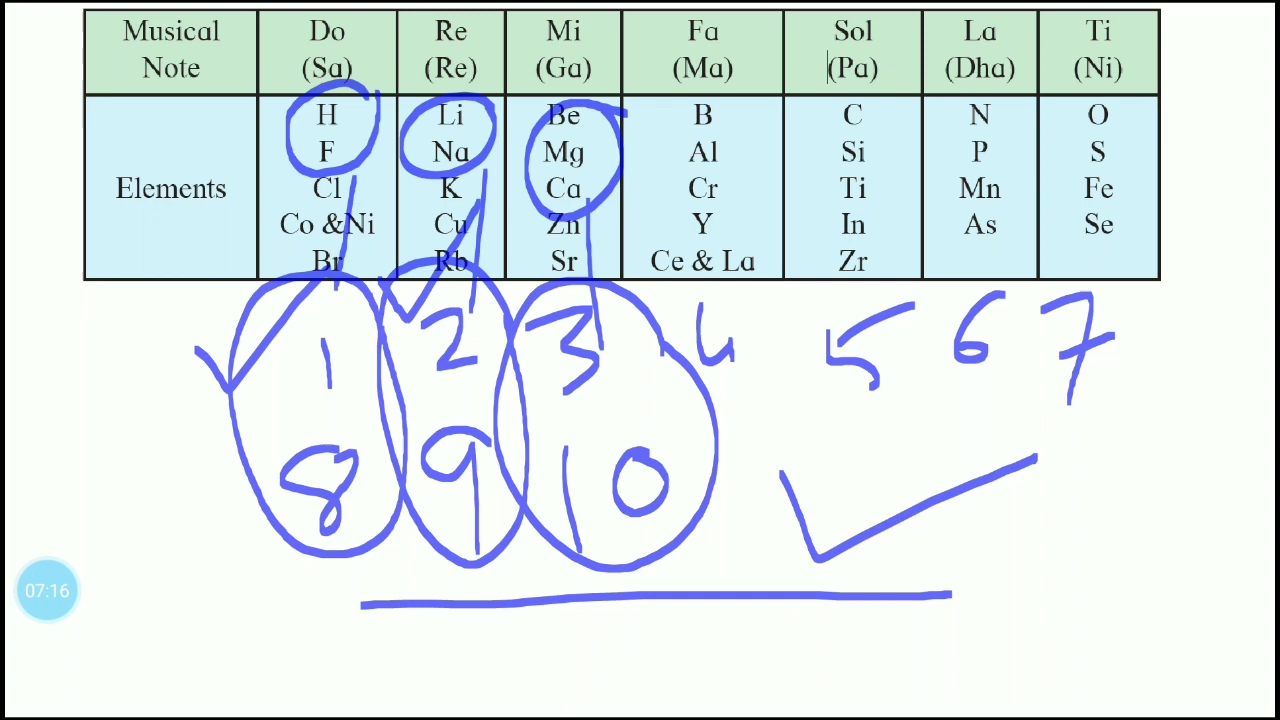 Musical Note Do (Sa) Re (Re) Mi (Ga) Fa (Ma) Sol (Pa) La (Dha) Ti (Ni)
Elements
H Li Be B C N O
F Na Mg Al Si P S
Cl K Ca Cr Ti Mn Fe
Co &Ni Cu Zn Y In As Se
Br Rb Sr Ce & La Zr
1 2 3 4 5 6 7
8 9 10
07:16